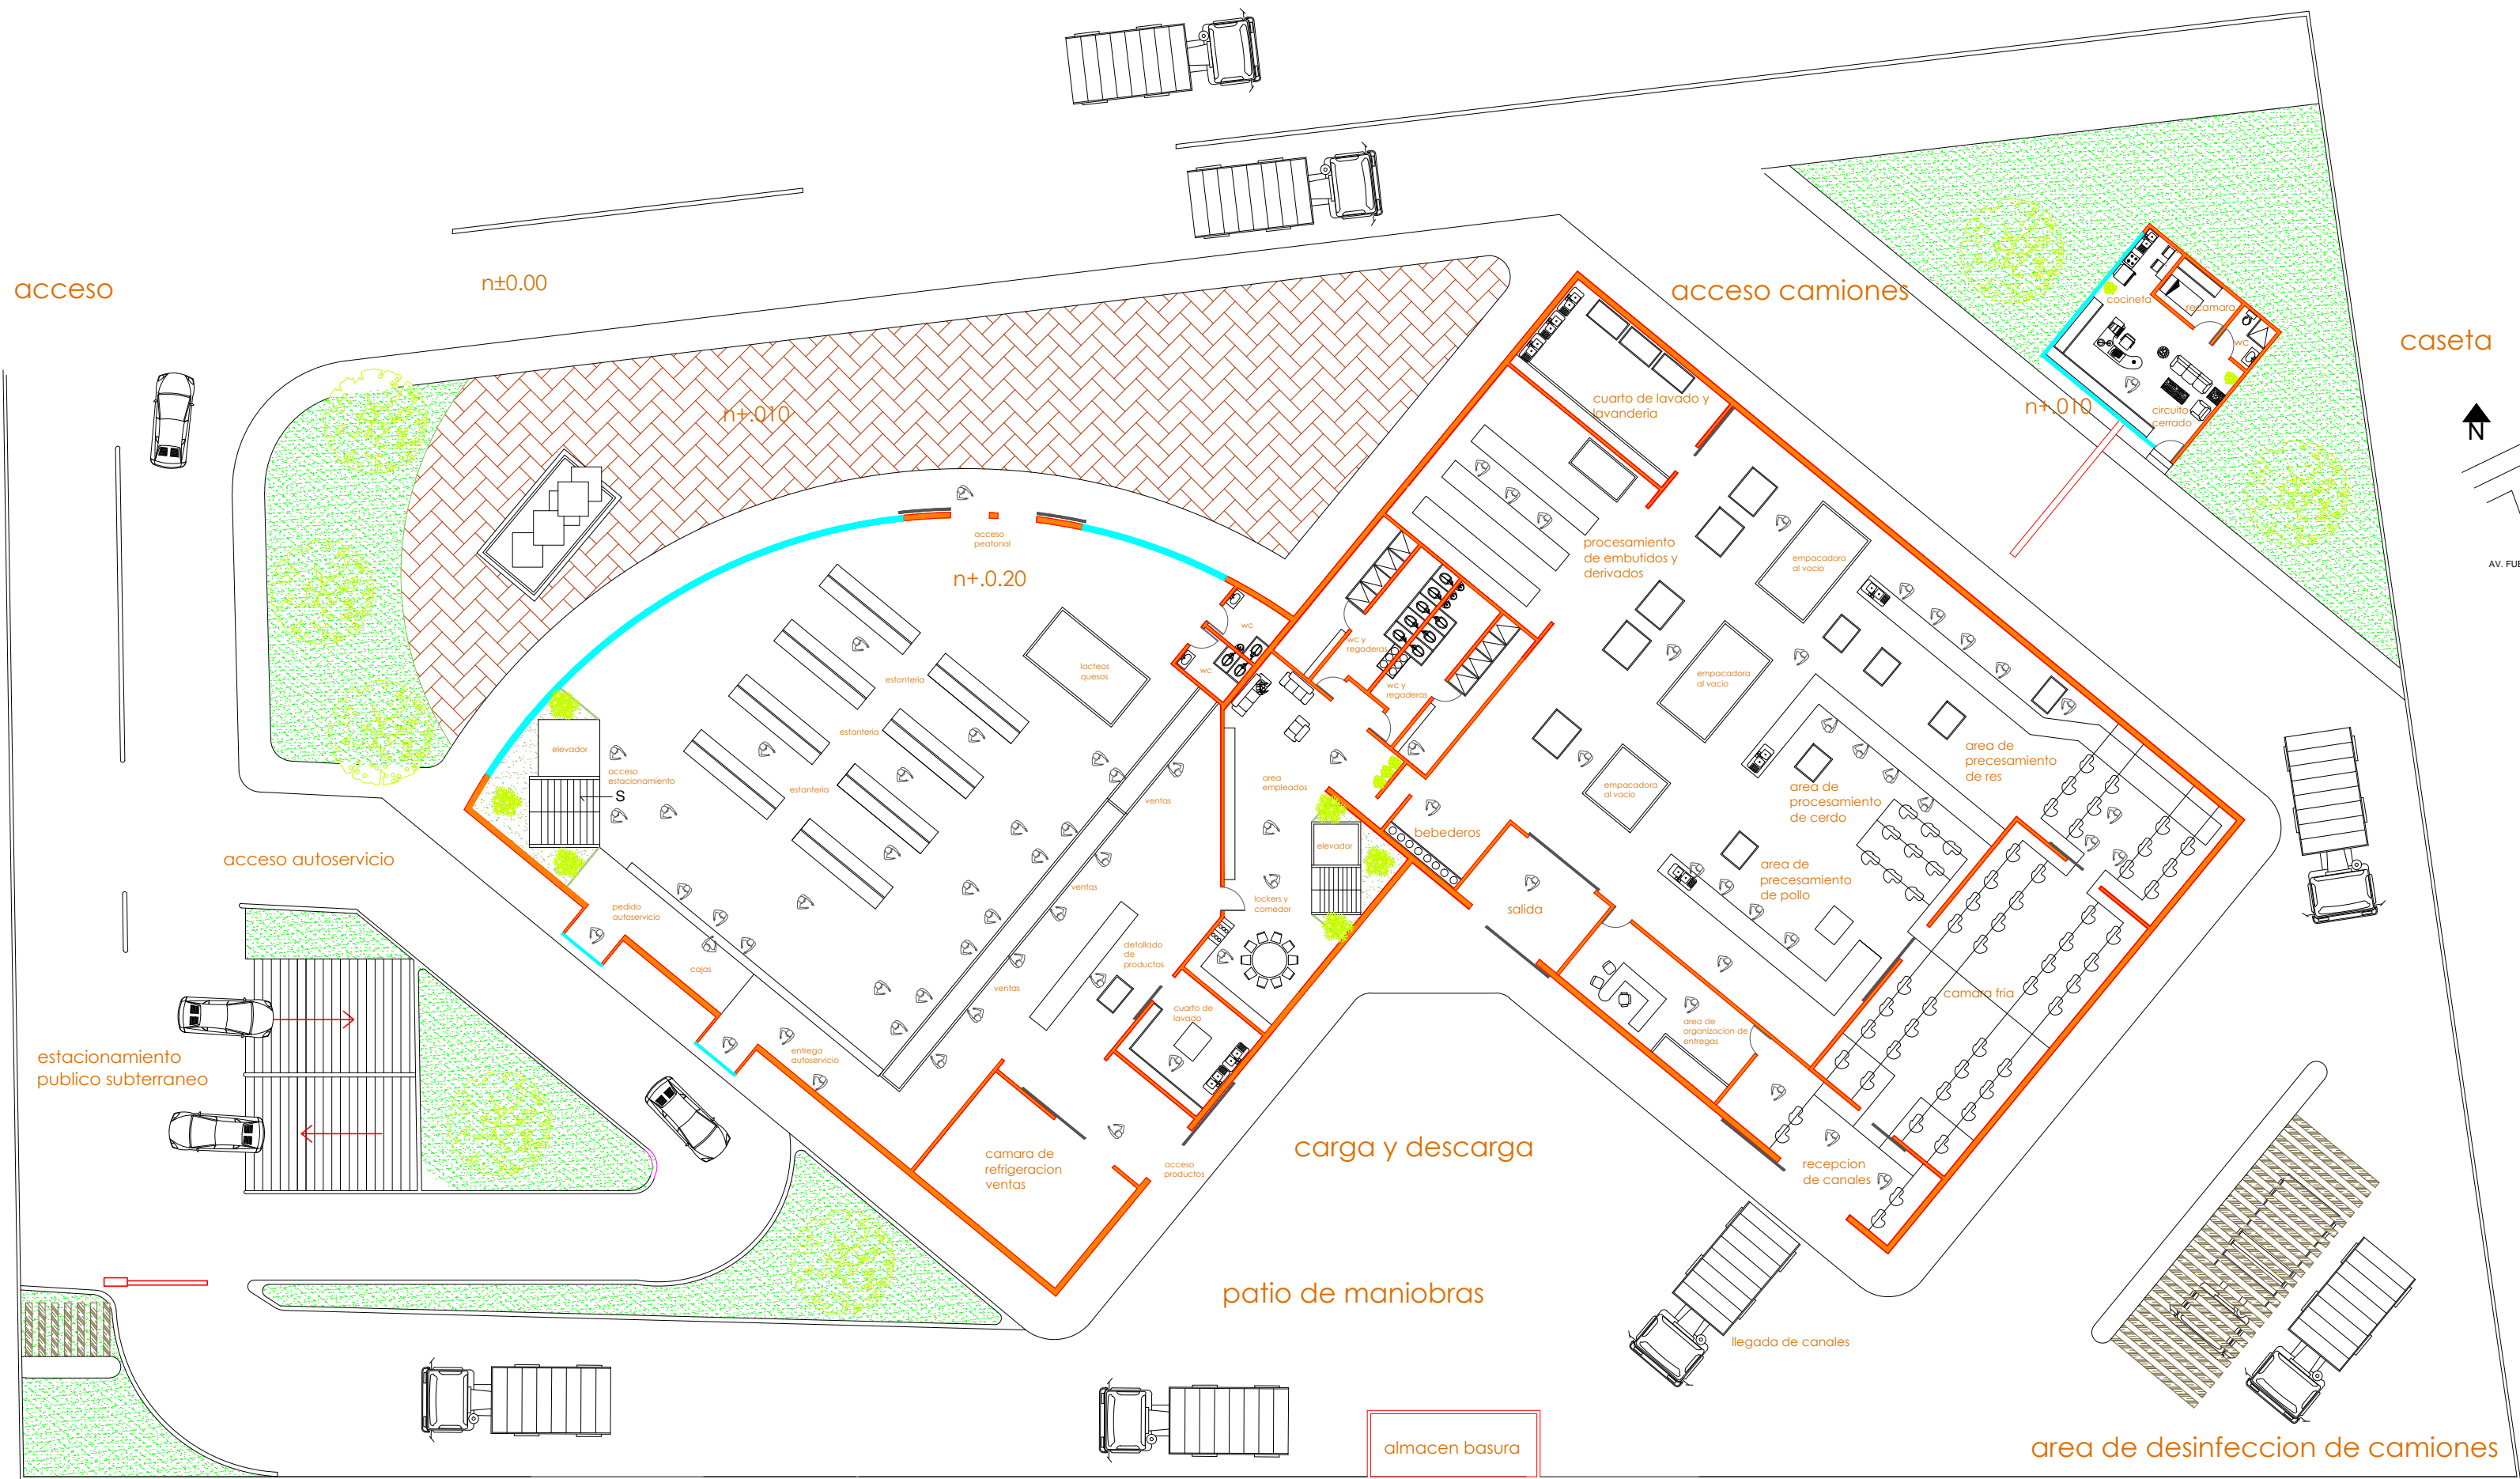 acceso
n±0.00
acceso camiones
cocineta
recamara
wc
caseta
circuito
cerrado
n+.010
n+.010
N
AV. FUE
cuarto de lavado y
lavanderia
acceso
peatonal
n+.0.20
procesamiento
de embutidos y
derivados
empacadora
al vacio
wc
wc
wc y
regaderas
wc y
regaderas
lacteos
quesos
estanteria
estanteria
estanteria
empacadora
al vacio
empacadora
al vacio
elevador
acceso
estacionamiento
S
area
empleados
ventas
ventas
ventas
area de
precesamiento
de res
area de
procesamiento
de cerdo
area de
precesamiento
de pollo
bebederos
elevador
acceso autoservicio
pedido
autoservicio
cajas
lockers y
comedor
salida
detallado
de
productos
cuarto de
lavado
camara fria
area de
organizacion de
entregas
entrega
autoservicio
estacionamiento
publico subterraneo
camara de
refrigeracion
ventas
acceso
productos
carga y descarga
recepcion
de canales
patio de maniobras
llegada de canales
almacen basura
area de desinfeccion de camiones